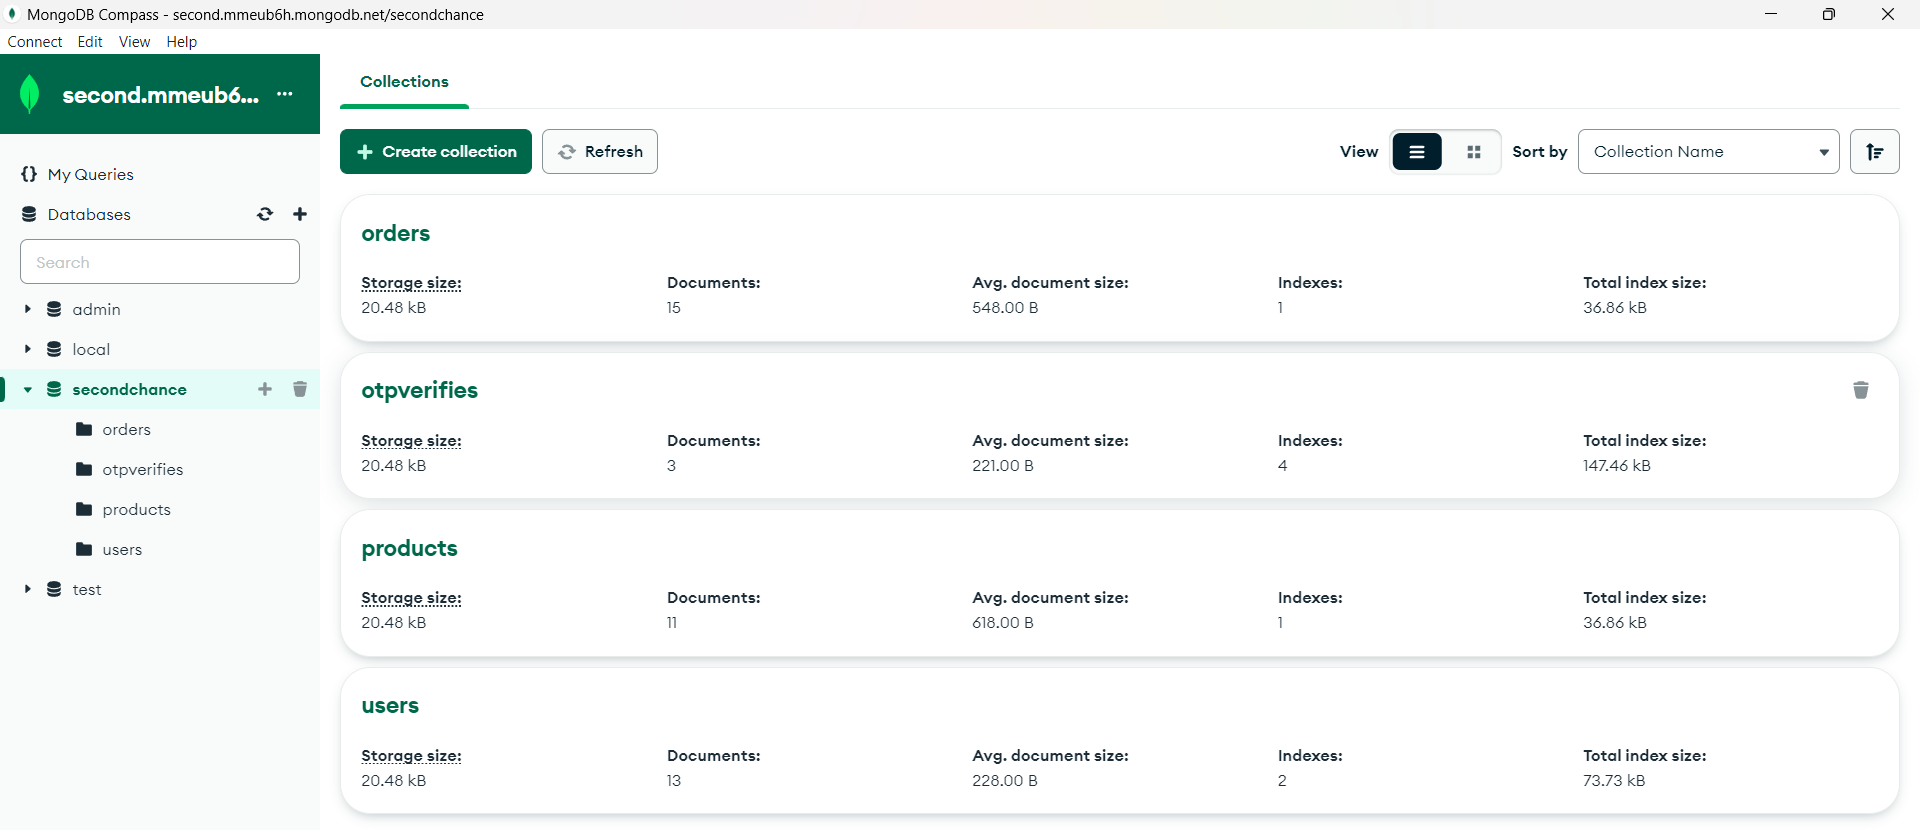 MongoDB Compass - second.mmeub6h.mongodb.net/secondchance
Connect Edit View Help
second.mmeub6...
My Queries
Databases
Search
admin
local
secondchance
orders
otpverifies
products
users
test
Collections
Create collection
Refresh
View
Sort by
Collection Name
orders
Storage size: Documents: Avg. document size: Indexes: Total index size:
20.48 kB 15 548.00 B 1 36.86 kB
otpverifies
Storage size: Documents: Avg. document size: Indexes: Total index size:
20.48 kB 3 221.00 B 4 147.46 kB
products
Storage size: Documents: Avg. document size: Indexes: Total index size:
20.48 kB 11 618.00 B 1 36.86 kB
users
Storage size: Documents: Avg. document size: Indexes: Total index size:
20.48 kB 13 228.00 B 2 73.73 kB